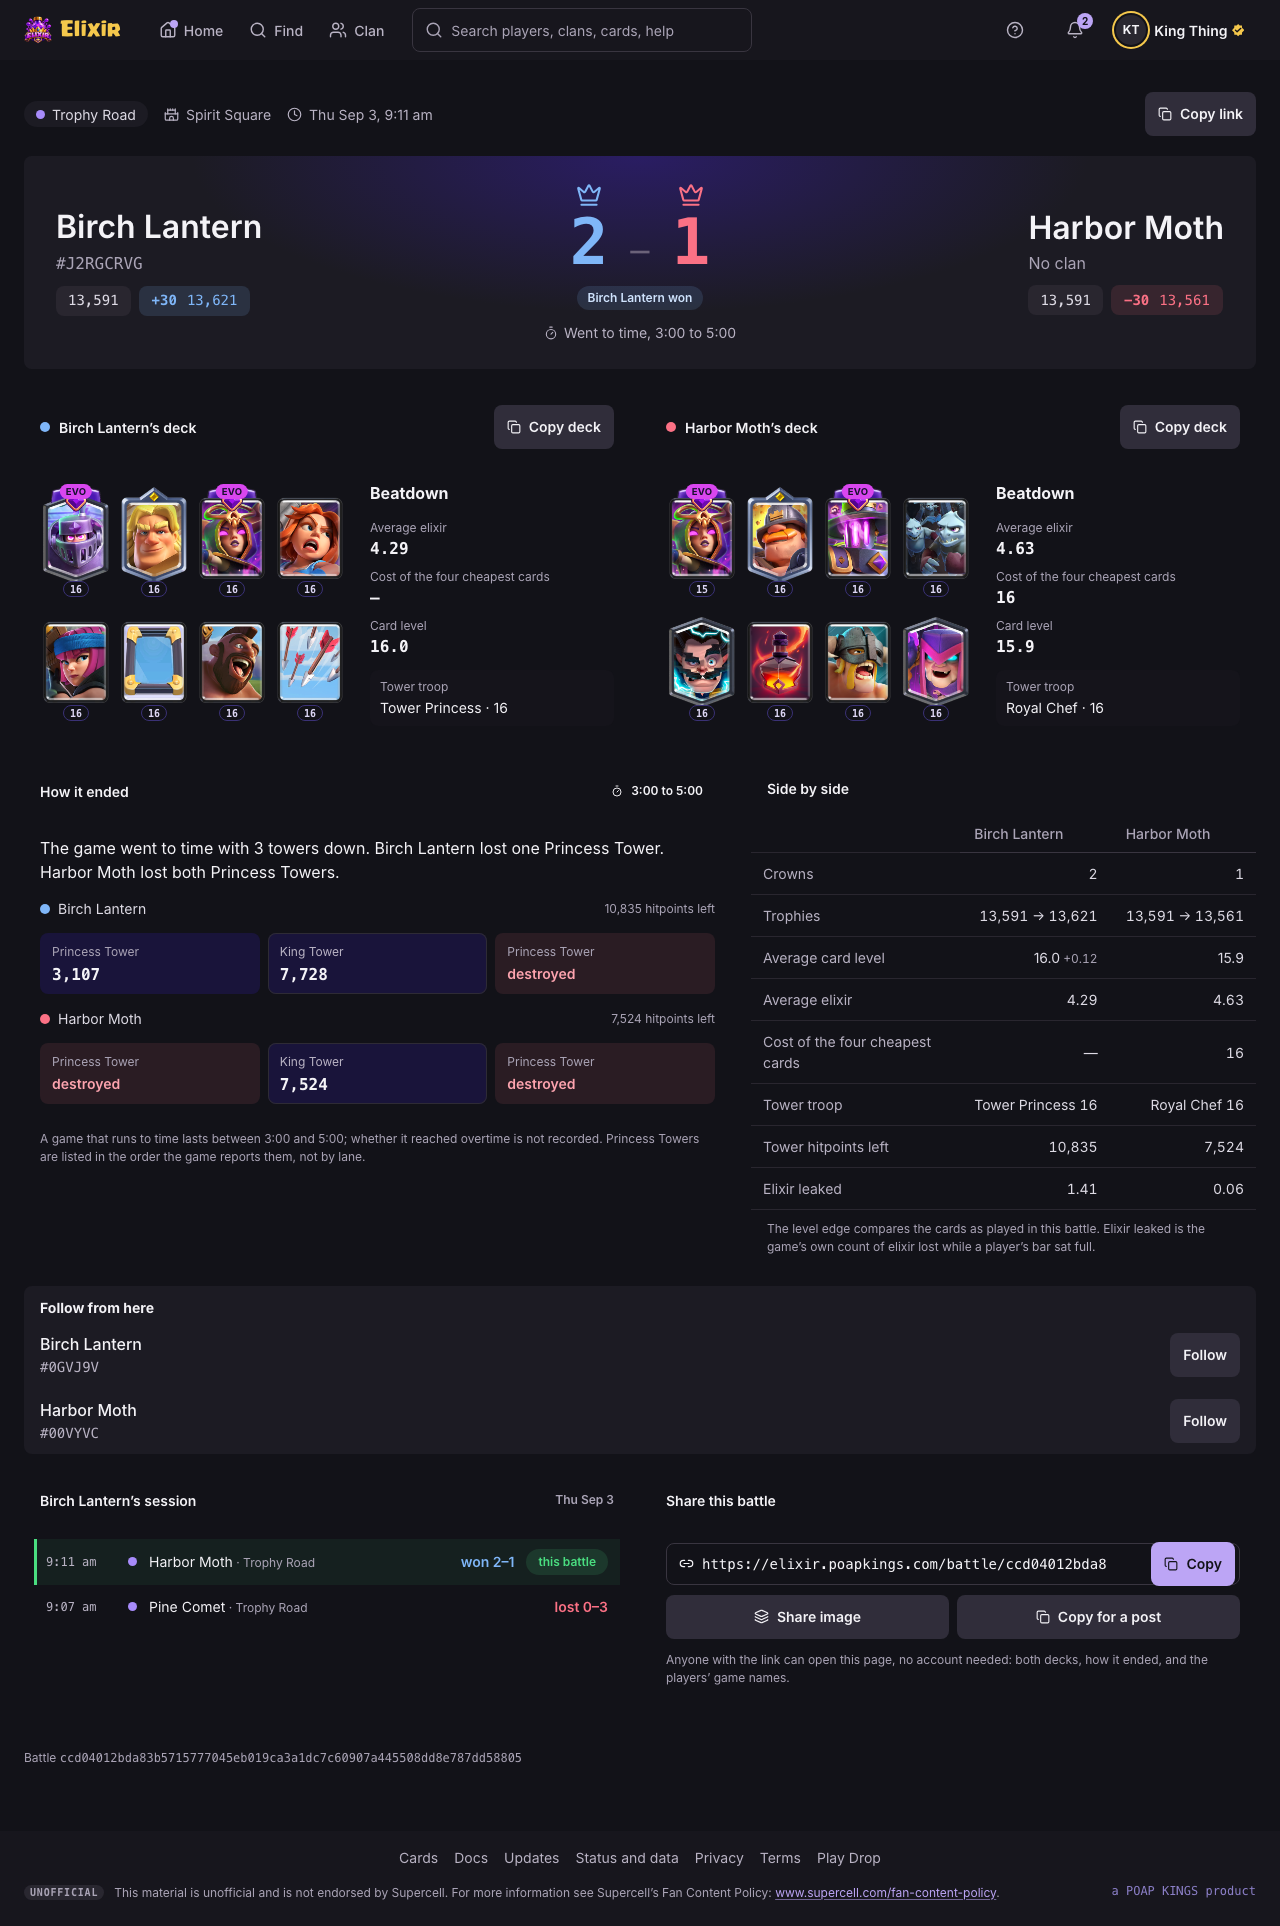 Elixir
Home
Find
Clan
Search players, clans, cards, help
2
KT
King Thing
Trophy Road
Spirit Square
Thu Sep 3, 9:11 am
Copy link
Birch Lantern
#J2RGCRVG
13,591
+30 13,621
2 – 1
Birch Lantern won
Went to time, 3:00 to 5:00
Harbor Moth
No clan
13,591
−30 13,561
Birch Lantern’s deck
Copy deck
EVO
EVO
16
16
16
16
16
16
16
16
Beatdown
Average elixir
4.29
Cost of the four cheapest cards
—
Card level
16.0
Tower troop
Tower Princess · 16
Harbor Moth’s deck
Copy deck
EVO
EVO
15
16
16
16
16
16
16
16
Beatdown
Average elixir
4.63
Cost of the four cheapest cards
16
Card level
15.9
Tower troop
Royal Chef · 16
How it ended
3:00 to 5:00
The game went to time with 3 towers down. Birch Lantern lost one Princess Tower.
Harbor Moth lost both Princess Towers.
Birch Lantern
10,835 hitpoints left
Princess Tower
3,107
King Tower
7,728
Princess Tower
destroyed
Harbor Moth
7,524 hitpoints left
Princess Tower
destroyed
King Tower
7,524
Princess Tower
destroyed
A game that runs to time lasts between 3:00 and 5:00; whether it reached overtime is not recorded. Princess Towers
are listed in the order the game reports them, not by lane.
Side by side
Birch Lantern Harbor Moth
Crowns 2 1
Trophies 13,591 → 13,621 13,591 → 13,561
Average card level 16.0 +0.12 15.9
Average elixir 4.29 4.63
Cost of the four cheapest
cards — 16
Tower troop Tower Princess 16 Royal Chef 16
Tower hitpoints left 10,835 7,524
Elixir leaked 1.41 0.06
The level edge compares the cards as played in this battle. Elixir leaked is the
game’s own count of elixir lost while a player’s bar sat full.
Follow from here
Birch Lantern
#0GVJ9V
Follow
Harbor Moth
#00VYVC
Follow
Birch Lantern’s session
Thu Sep 3
9:11 am Harbor Moth · Trophy Road won 2–1 this battle
9:07 am Pine Comet · Trophy Road lost 0–3
Share this battle
https://elixir.poapkings.com/battle/ccd04012bda8
Copy
Share image
Copy for a post
Anyone with the link can open this page, no account needed: both decks, how it ended, and the
players’ game names.
Battle ccd04012bda83b5715777045eb019ca3a1dc7c60907a445508dd8e787dd58805
Cards Docs Updates Status and data Privacy Terms Play Drop
UNOFFICIAL
This material is unofficial and is not endorsed by Supercell. For more information see Supercell’s Fan Content Policy: www.supercell.com/fan-content-policy.
a POAP KINGS product